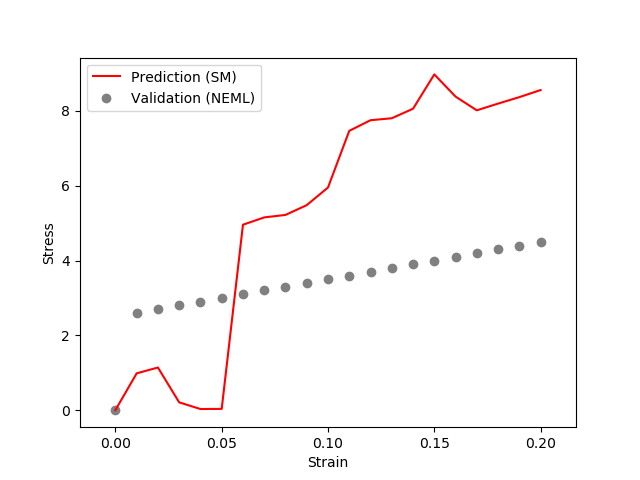 Prediction (SM)
Validation (NEML)
Stress
8
6
4
2
0
0.00 0.05 0.10 0.15 0.20
Strain